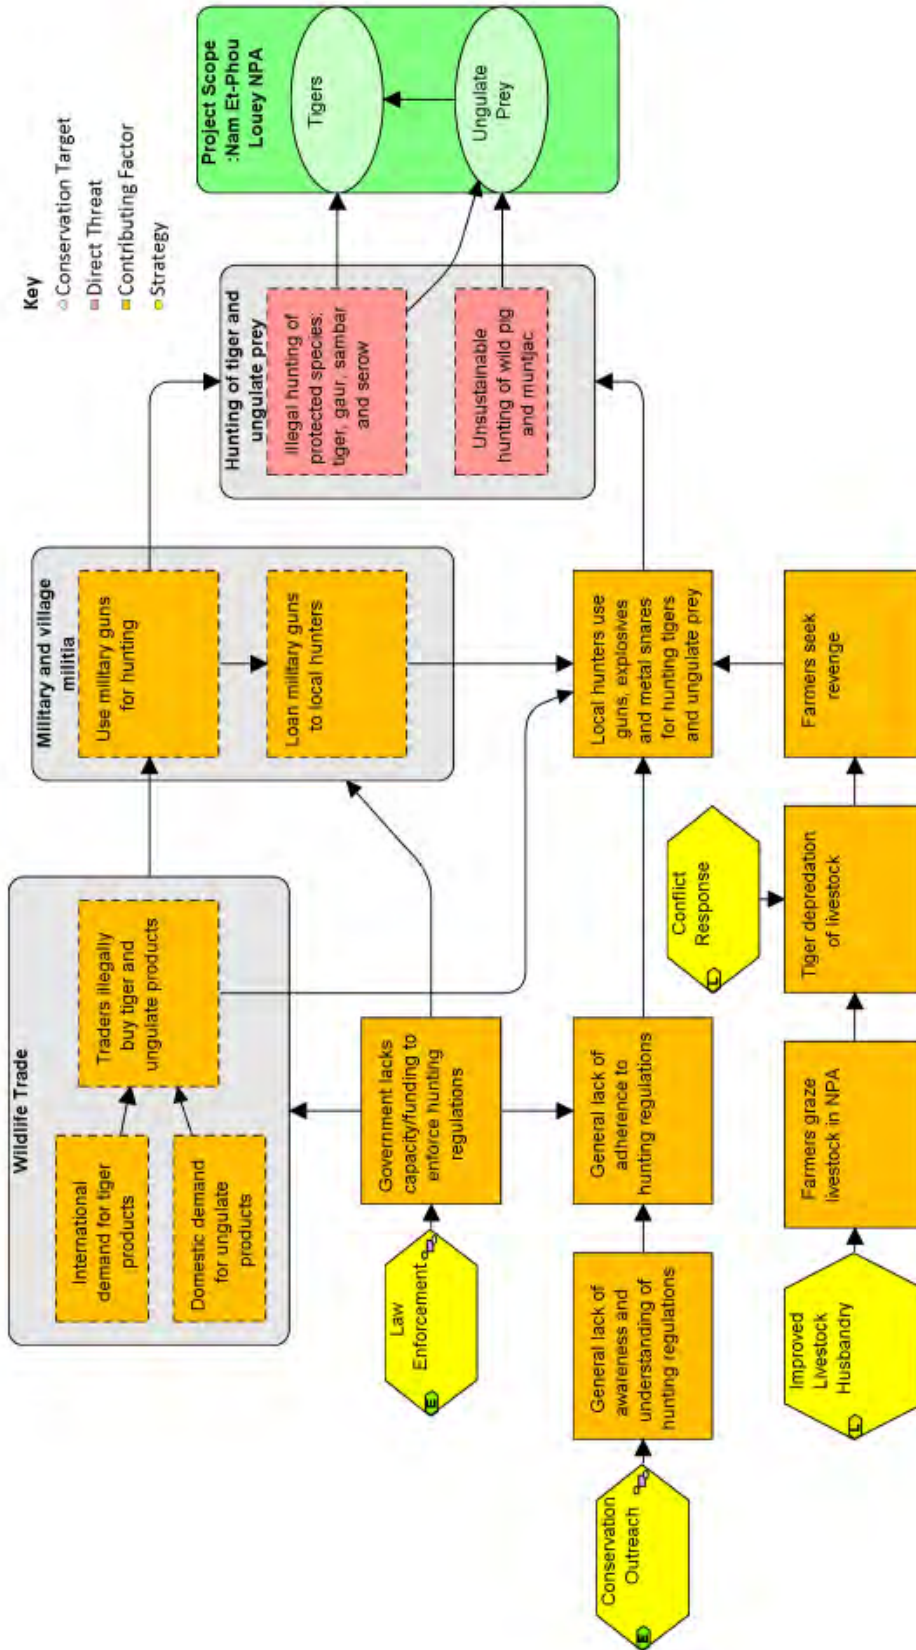 Key
Conservation Target
Direct Threat
Contributing Factor
Strategy
Wildlife Trade
International
demand for tiger
products
Domestic demand
for ungulate
products
Traders illegally
buy tiger and
ungulate products
Military and village
militia
Use military guns
for hunting
Loan military guns
to local hunters
Hunting of tiger and
ungulate prey
Illegal hunting of
protected species:
tiger, gaur, sambar
and serow
Unsustainable
hunting of wild pig
and muntjac
Project Scope
:Nam Et-Phou
Louey NPA
Tigers
Ungulate
Prey
Law
Enforcement
E
Government lacks
capacity/funding to
enforce hunting
regulations
Conservation
Outreach
E
General lack of
awareness and
understanding of
hunting regulations
General lack of
adherence to
hunting regulations
Local hunters use
guns, explosives
and metal snares
for hunting tigers
and ungulate prey
Conflict
Response
L
Improved
Livestock
Husbandry
L
Farmers graze
livestock in NPA
Tiger depredation
of livestock
Farmers seek
revenge